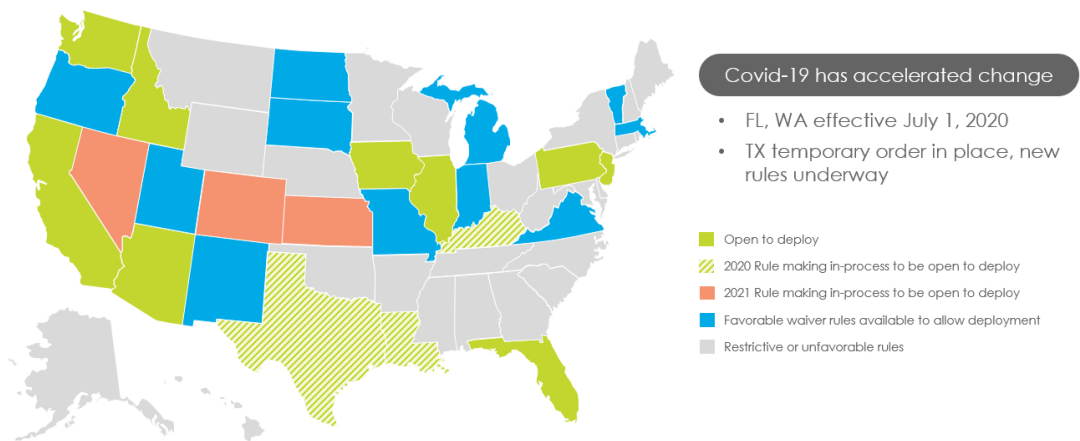 Covid-19 has accelerated change
• FL, WA effective July 1, 2020
• TX temporary order in place, new
rules underway
Open to deploy
2020 Rule making in-process to be open to deploy
2021 Rule making in-process to be open to deploy
Favorable waiver rules available to allow deployment
Restrictive or unfavorable rules